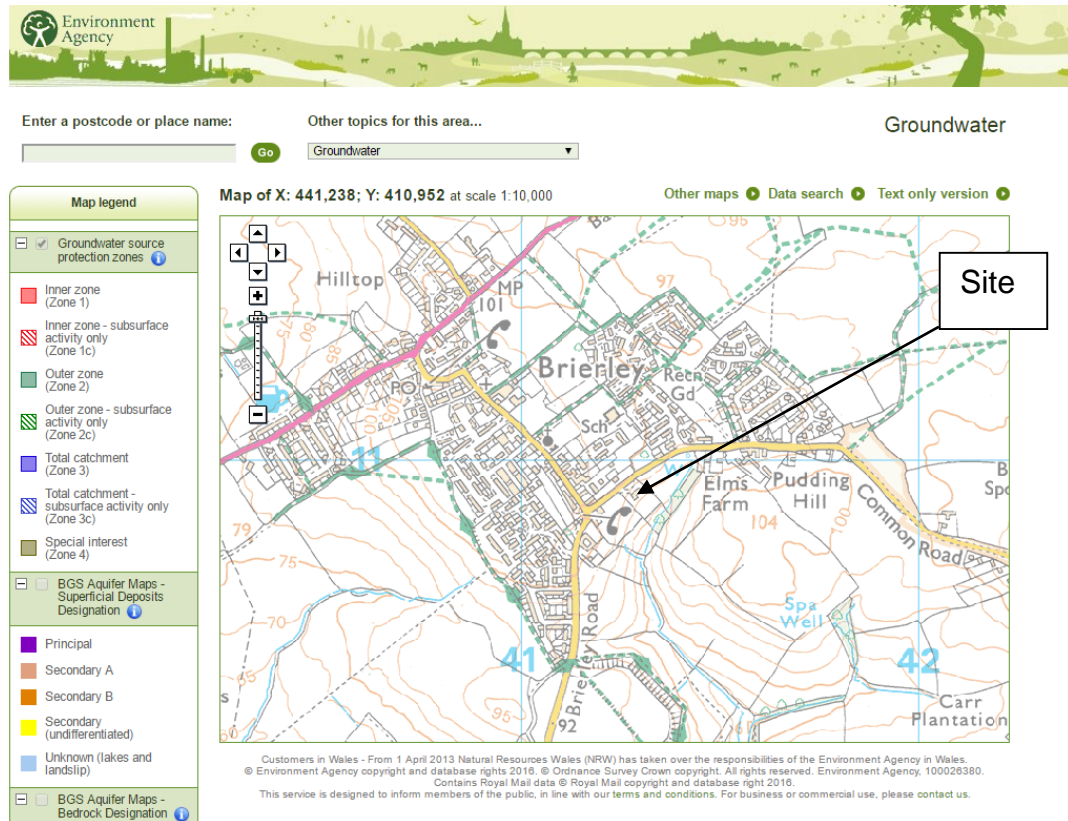 Environment
Agency
Enter a postcode or place name:
Other topics for this area...
Groundwater
Go
Groundwater
Map legend
Map of X: 441,238; Y: 410,952 at scale 1:10,000
Other maps
Data search
Text only version
Groundwater source
protection zones
Inner zone
(Zone 1)
Inner zone - subsurface
activity only
(Zone 1c)
Outer zone
(Zone 2)
Outer zone - subsurface
activity only
(Zone 2c)
Total catchment
(Zone 3)
Total catchment -
subsurface activity only
(Zone 3c)
Special interest
(Zone 4)
BGS Aquifer Maps -
Superficial Deposits
Designation
Principal
Secondary A
Secondary B
Secondary
(undifferentiated)
Unknown (lakes and
landslip)
BGS Aquifer Maps -
Bedrock Designation
Site
Hilltop
MP
101
97
95
75
80
85
Brierley
Recn
Gd
PO
105
100
Sch
11
W
Elms
Farm
Pudding
Hill
104
100
Common Road
B
Spo
79
75
70
Spa
Well
41
42
Brierley Road
95
92
Carr
Plantation
Customers in Wales - From 1 April 2013 Natural Resources Wales (NRW) has taken over the responsibilities of the Environment Agency in Wales.
© Environment Agency copyright and database rights 2016. © Ordnance Survey Crown copyright. All rights reserved. Environment Agency, 100026380.
Contains Royal Mail data © Royal Mail copyright and database right 2016.
This service is designed to inform members of the public, in line with our terms and conditions. For business or commercial use, please contact us.